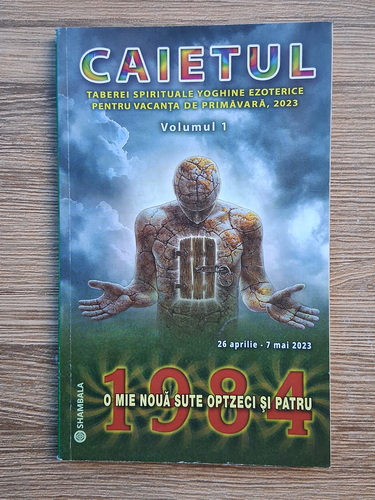 CAIETUL
TABEREI SPIRITUALE YOGHINE EZOTERICE
PENTRU VACANȚA DE PRIMĂVARĂ, 2023
Volumul 1
26 aprilie - 7 mai 2023
1984
O MIE NOUĂ SUTE OPTZECI ȘI PATRU
SHAMBALA